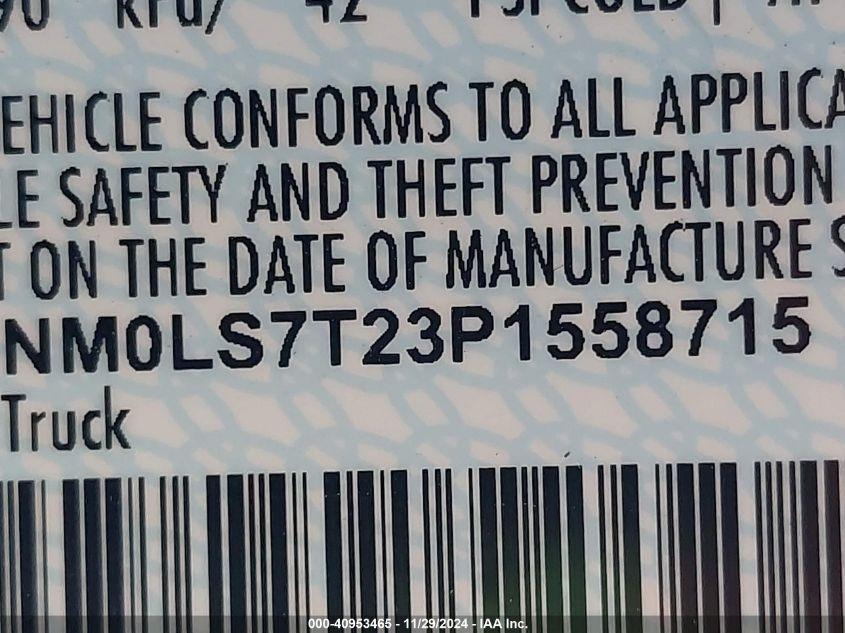 EHICLE CONFORMS TO ALL APPLICA
LE SAFETY AND THEFT PREVENTION
T ON THE DATE OF MANUFACTURE S
NM0LS7T23P1558715
Truck
000-40953465 - 11/29/2024 - IAA Inc.